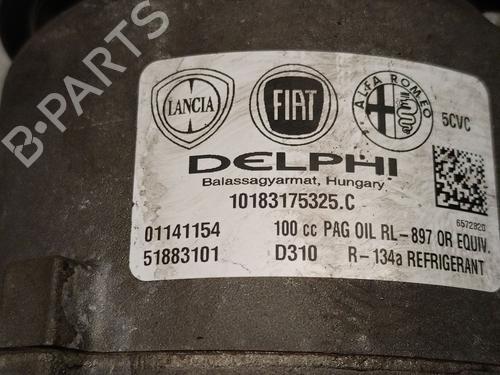 B-PARTS
LANCIA
FIAT
ALFA ROMEO
5CVC
DELPHI
Balassagyarmat, Hungary
10183175325.C
6572920
01141154 100 cc PAG OIL RL-897 OR EQUIV.
51883101 D310 R-134a REFRIGERANT